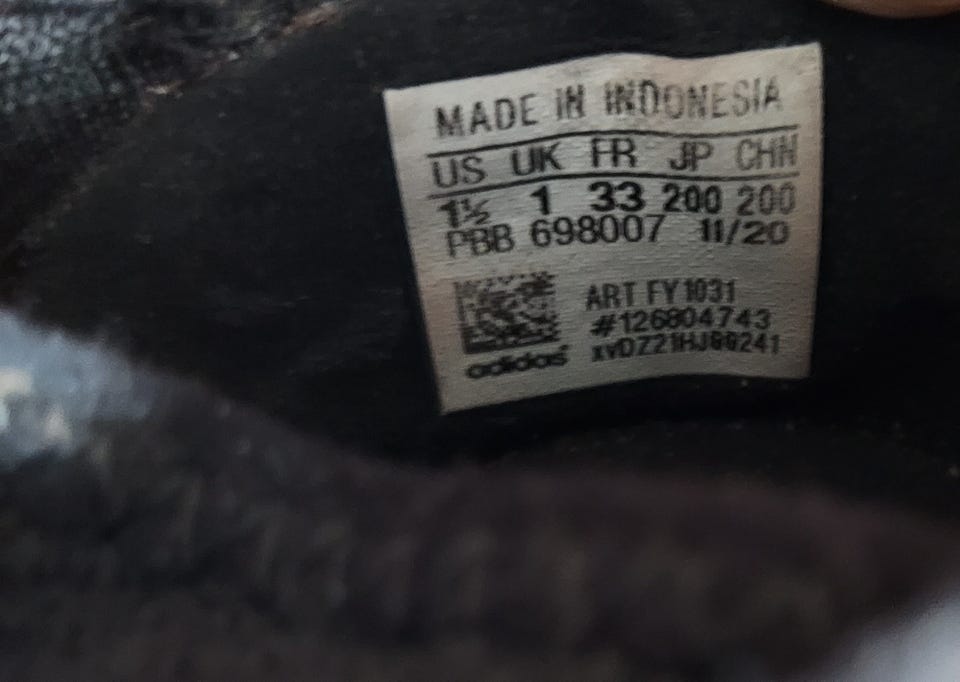 MADE IN INDONESIA
US UK FR JP CHN
1½ 1 33 200 200
PBB 698007 11/20
ART FY1031
#126804743
adidas